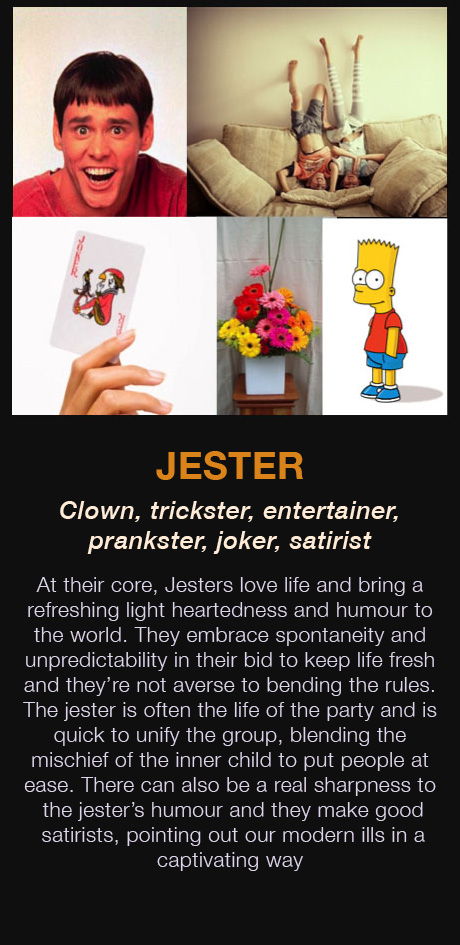 JOKER
JOKER
JESTER
Clown, trickster, entertainer,
prankster, joker, satirist
At their core, Jesters love life and bring a
refreshing light heartedness and humour to
the world. They embrace spontaneity and
unpredictability in their bid to keep life fresh
and they’re not averse to bending the rules.
The jester is often the life of the party and is
quick to unify the group, blending the
mischief of the inner child to put people at
ease. There can also be a real sharpness to
the jester’s humour and they make good
satirists, pointing out our modern ills in a
captivating way